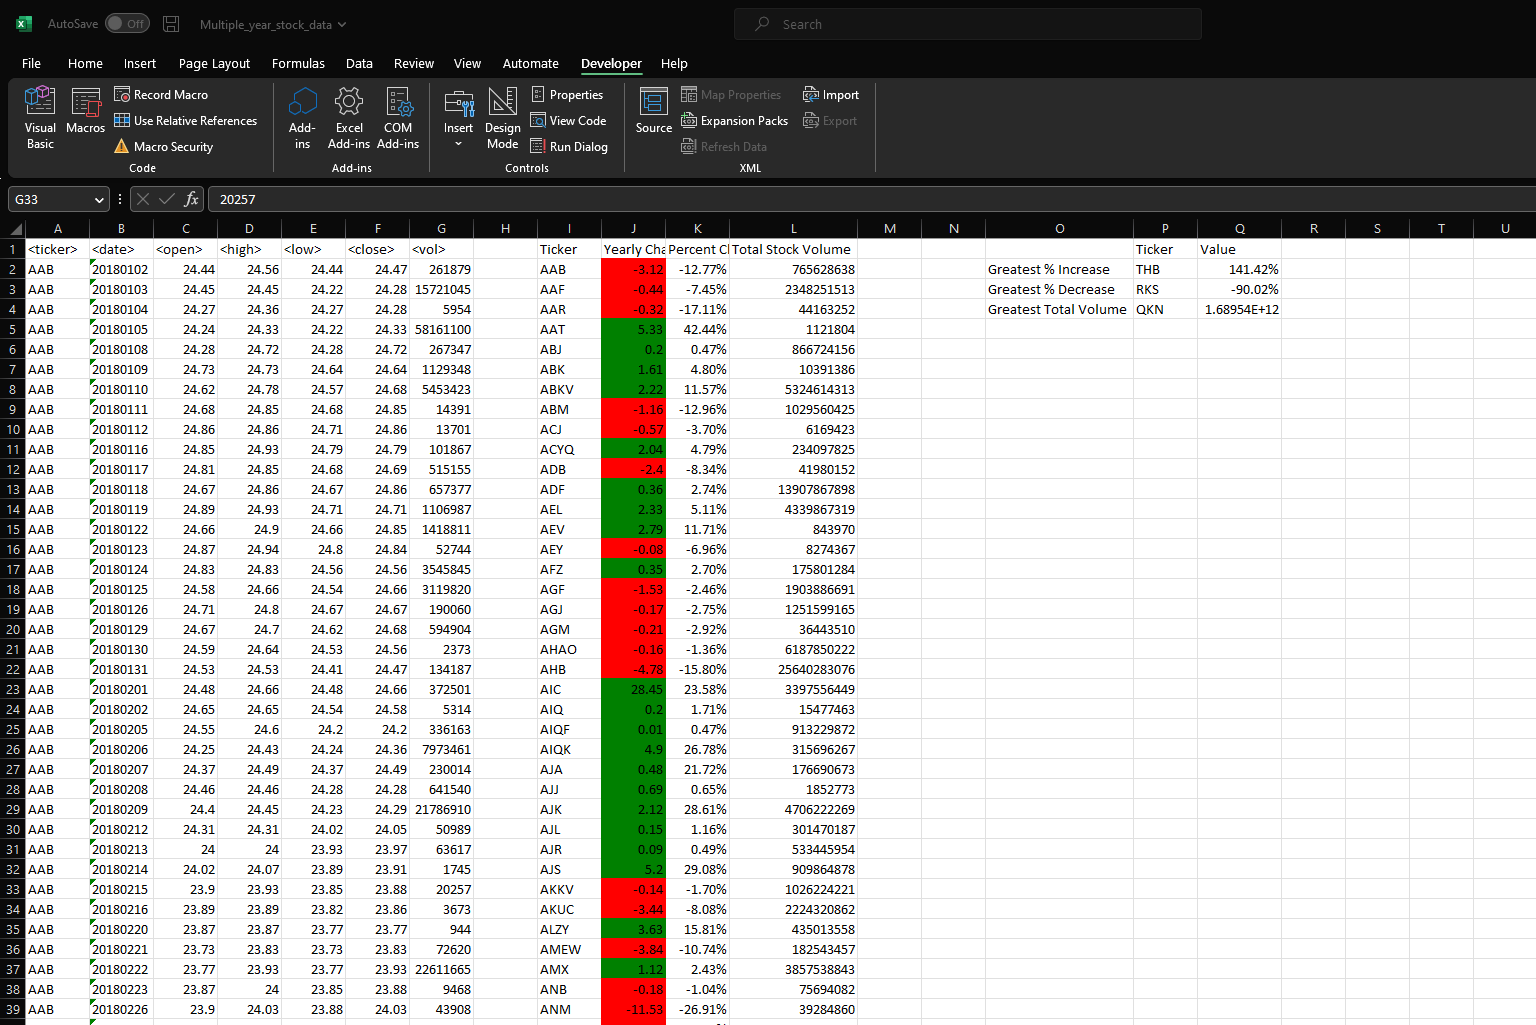 AutoSave Off Multiple_year_stock_data Search
File Home Insert Page Layout Formulas Data Review View Automate Developer Help
Visual Basic Macros Record Macro Use Relative References Macro Security Code
Add-ins Excel Add-ins COM Add-ins Add-ins
Insert Design Mode Properties View Code Run Dialog Controls
Source Map Properties Expansion Packs Refresh Data Import Export XML
G33 fx 20257
A B C D E F G H I J K L M N O P Q R S T U
1 <ticker> <date> <open> <high> <low> <close> <vol> Ticker Yearly Cha Percent Cl Total Stock Volume Ticker Value
2 AAB 20180102 24.44 24.56 24.44 24.47 261879 AAB -3.12 -12.77% 765628638 Greatest % Increase THB 141.42%
3 AAB 20180103 24.45 24.45 24.22 24.28 15721045 AAF -0.44 -7.45% 2348251513 Greatest % Decrease RKS -90.02%
4 AAB 20180104 24.27 24.36 24.27 24.28 5954 AAR -0.32 -17.11% 44163252 Greatest Total Volume QKN 1.68954E+12
5 AAB 20180105 24.24 24.33 24.22 24.33 58161100 AAT 5.33 42.44% 1121804
6 AAB 20180108 24.28 24.72 24.28 24.72 267347 ABJ 0.2 0.47% 866724156
7 AAB 20180109 24.73 24.73 24.64 24.64 1129348 ABK 1.61 4.80% 10391386
8 AAB 20180110 24.62 24.78 24.57 24.68 5453423 ABKV 2.22 11.57% 5324614313
9 AAB 20180111 24.68 24.85 24.68 24.85 14391 ABM -1.16 -12.96% 1029560425
10 AAB 20180112 24.86 24.86 24.71 24.86 13701 ACJ -0.57 -3.70% 6169423
11 AAB 20180116 24.85 24.93 24.79 24.79 101867 ACYQ 2.04 4.79% 234097825
12 AAB 20180117 24.81 24.85 24.68 24.69 515155 ADB -2.4 -8.34% 41980152
13 AAB 20180118 24.67 24.86 24.67 24.86 657377 ADF 0.36 2.74% 13907867898
14 AAB 20180119 24.89 24.93 24.71 24.71 1106987 AEL 2.33 5.11% 4339867319
15 AAB 20180122 24.66 24.9 24.66 24.85 1418811 AEV 2.79 11.71% 843970
16 AAB 20180123 24.87 24.94 24.8 24.84 52744 AEY -0.08 -6.96% 8274367
17 AAB 20180124 24.83 24.83 24.56 24.56 3545845 AFZ 0.35 2.70% 175801284
18 AAB 20180125 24.58 24.66 24.54 24.66 3119820 AGF -1.53 -2.46% 1903886691
19 AAB 20180126 24.71 24.8 24.67 24.67 190060 AGJ -0.17 -2.75% 1251599165
20 AAB 20180129 24.67 24.7 24.62 24.68 594904 AGM -0.21 -2.92% 36443510
21 AAB 20180130 24.59 24.64 24.53 24.56 2373 AHAO -0.16 -1.36% 6187850222
22 AAB 20180131 24.53 24.53 24.41 24.47 134187 AHB -4.78 -15.80% 25640283076
23 AAB 20180201 24.48 24.66 24.48 24.66 372501 AIC 28.45 23.58% 3397556449
24 AAB 20180202 24.65 24.65 24.54 24.58 5314 AIQ 0.2 1.71% 15477463
25 AAB 20180205 24.55 24.6 24.2 24.2 336163 AIQF 0.01 0.47% 913229872
26 AAB 20180206 24.25 24.43 24.24 24.36 7973461 AIQK 4.9 26.78% 315696267
27 AAB 20180207 24.37 24.49 24.37 24.49 230014 AJA 0.48 21.72% 176690673
28 AAB 20180208 24.46 24.46 24.28 24.28 641540 AJJ 0.69 0.65% 1852773
29 AAB 20180209 24.4 24.45 24.23 24.29 21786910 AJK 2.12 28.61% 4706222269
30 AAB 20180212 24.31 24.31 24.02 24.05 50989 AJL 0.15 1.16% 301470187
31 AAB 20180213 24 24 23.93 23.97 63617 AJR 0.09 0.49% 533445954
32 AAB 20180214 24.02 24.07 23.89 23.91 1745 AJS 5.2 29.08% 909864878
33 AAB 20180215 23.9 23.93 23.85 23.88 20257 AKKV -0.14 -1.70% 1026224221
34 AAB 20180216 23.89 23.89 23.82 23.86 3673 AKUC -3.44 -8.08% 2224320862
35 AAB 20180220 23.87 23.87 23.77 23.77 944 ALZY 3.63 15.81% 435013558
36 AAB 20180221 23.73 23.83 23.73 23.83 72620 AMEW -3.84 -10.74% 182543457
37 AAB 20180222 23.77 23.93 23.77 23.93 22611665 AMX 1.12 2.43% 3857538843
38 AAB 20180223 23.87 24 23.85 23.88 9468 ANB -0.18 -1.04% 75694082
39 AAB 20180226 23.9 24.03 23.88 24.03 43908 ANM -11.53 -26.91% 39284860